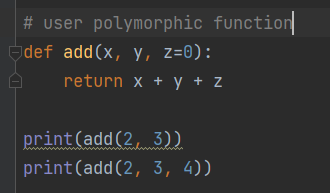 # user polymorphic function
def add(x, y, z=0):
    return x + y + z
print(add(2, 3))
print(add(2, 3, 4))